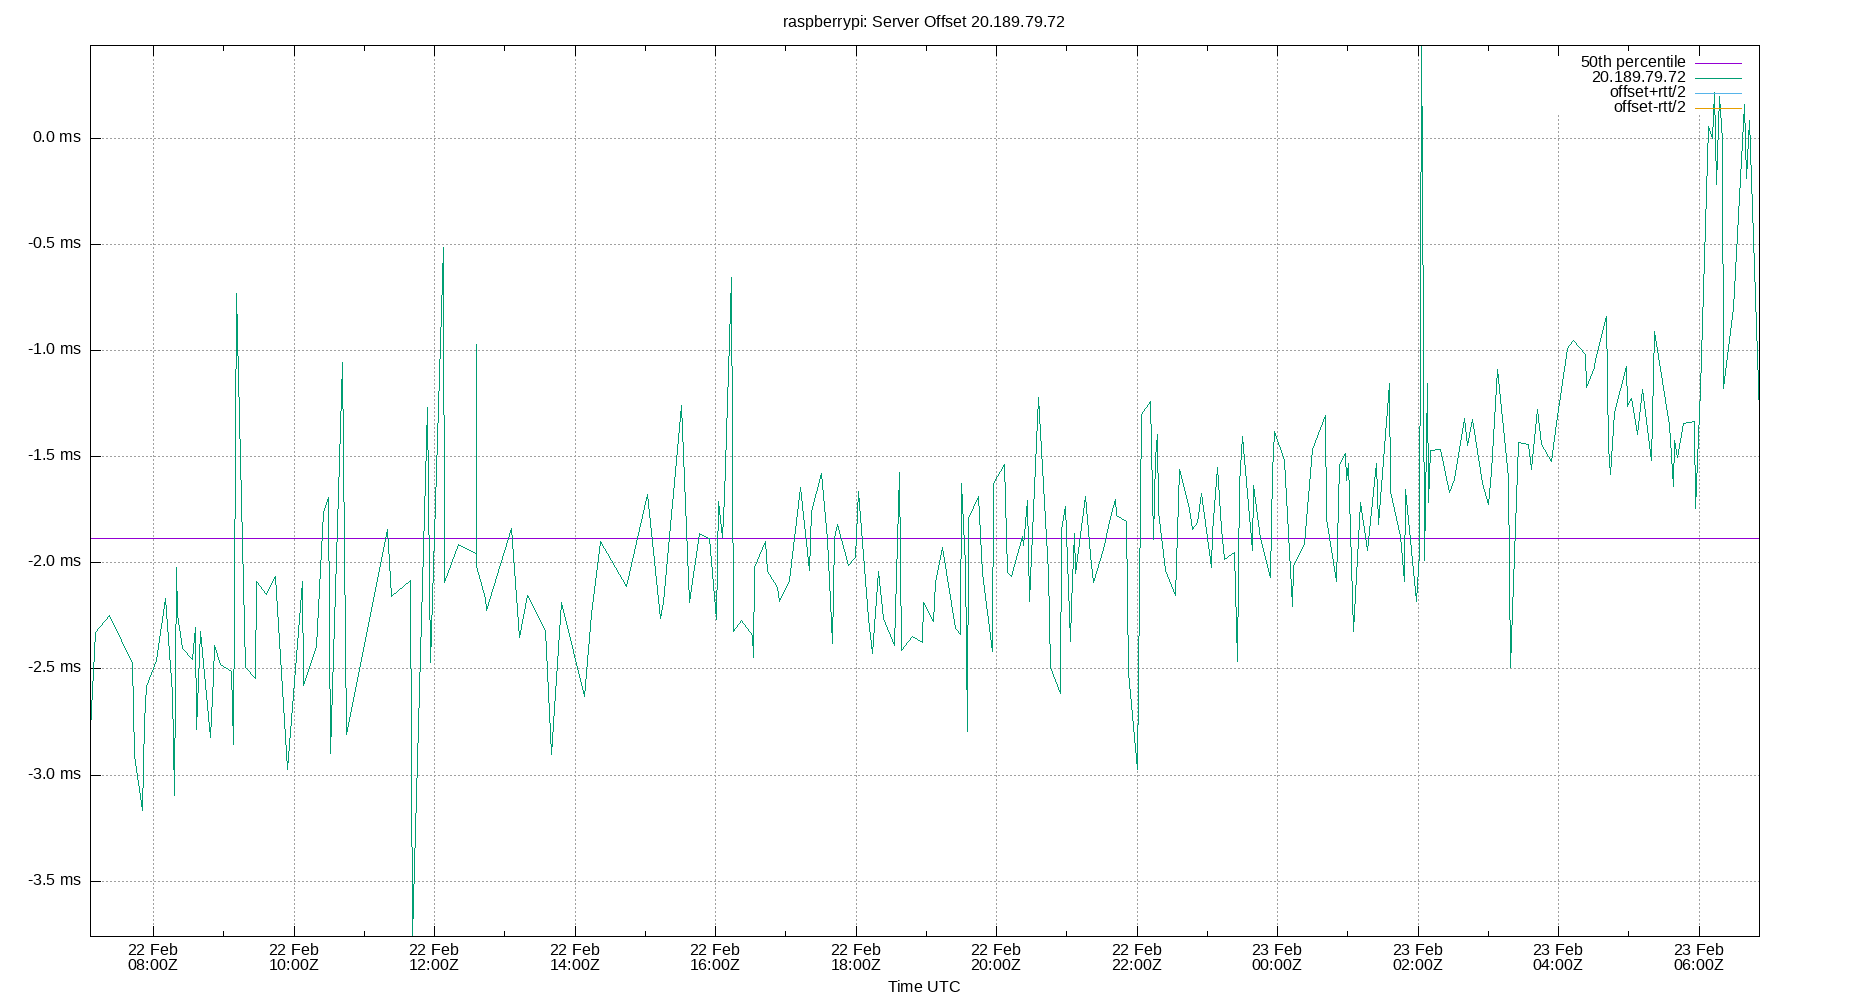 raspberrypi: Server Offset 20.189.79.72
50th percentile
20.189.79.72
offset+rtt/2
offset-rtt/2
0.0 ms
-0.5 ms
-1.0 ms
-1.5 ms
-2.0 ms
-2.5 ms
-3.0 ms
-3.5 ms
22 Feb 22 Feb 22 Feb 22 Feb 22 Feb 22 Feb 22 Feb 22 Feb 23 Feb 23 Feb 23 Feb 23 Feb
08:00Z 10:00Z 12:00Z 14:00Z 16:00Z 18:00Z 20:00Z 22:00Z 00:00Z 02:00Z 04:00Z 06:00Z
Time UTC